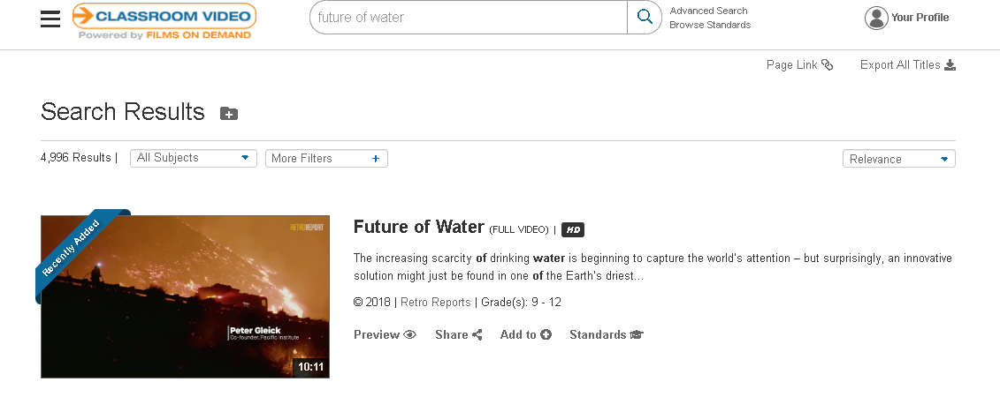 CLASSROOM VIDEO
Powered by FILMS ON DEMAND
future of water
Advanced Search
Browse Standards
Your Profile
Page Link
Export All Titles
Search Results
4,996 Results |
All Subjects
More Filters
Relevance
Recently Added
RETROREPORT
Peter Gleick
Co-founder, Pacific Institute
10:11
Future of Water (FULL VIDEO) | HD
The increasing scarcity of drinking water is beginning to capture the world's attention – but surprisingly, an innovative
solution might just be found in one of the Earth's driest...
© 2018 | Retro Reports | Grade(s): 9 - 12
Preview
Share
Add to
Standards